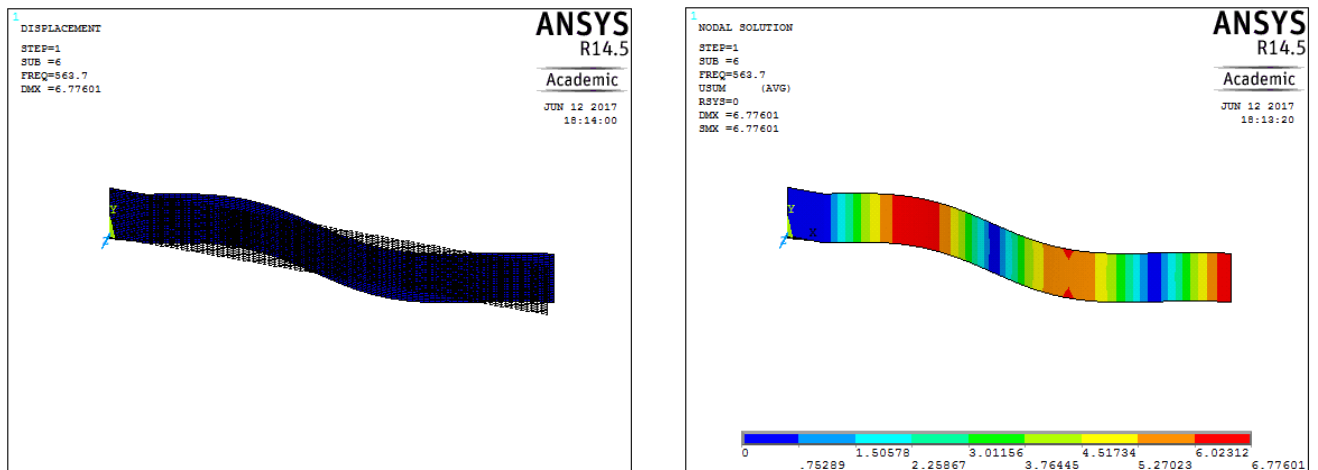 1
DISPLACEMENT
STEP=1
SUB =6
FREQ=563.7
DMX =6.77601
ANSYS
R14.5
Academic
JUN 12 2017
18:14:00
Y
Z
1
NODAL SOLUTION
STEP=1
SUB =6
FREQ=563.7
USUM (AVG)
RSYS=0
DMX =6.77601
SMX =6.77601
ANSYS
R14.5
Academic
JUN 12 2017
18:13:20
Y
X
Z
0 1.50578 3.01156 4.51734 6.02312
.75289 2.25867 3.76445 5.27023 6.77601